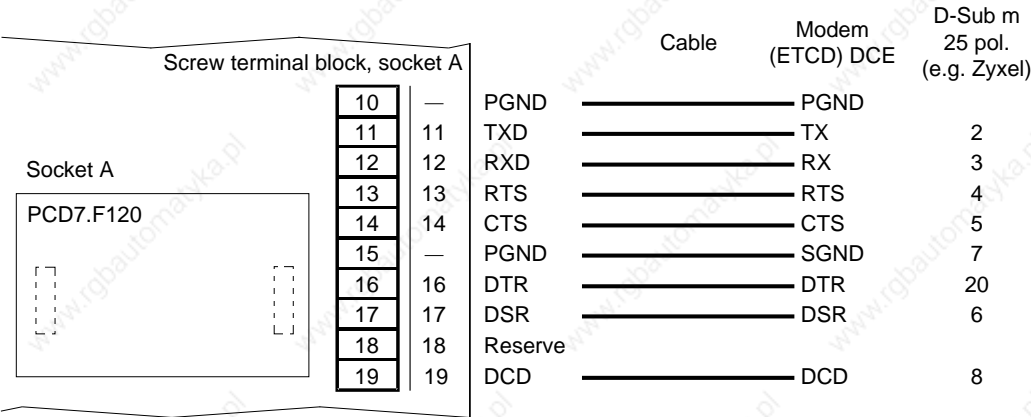 D-Sub m
Cable Modem 25 pol.
(ETCD) DCE (e.g. Zyxel)
Screw terminal block, socket A
10 — PGND PGND
11 11 TXD TX 2
12 12 RXD RX 3
Socket A
13 13 RTS RTS 4
PCD7.F120
14 14 CTS CTS 5
15 — PGND SGND 7
16 16 DTR DTR 20
17 17 DSR DSR 6
18 18 Reserve
19 19 DCD DCD 8
www.rgbautomatyka.pl